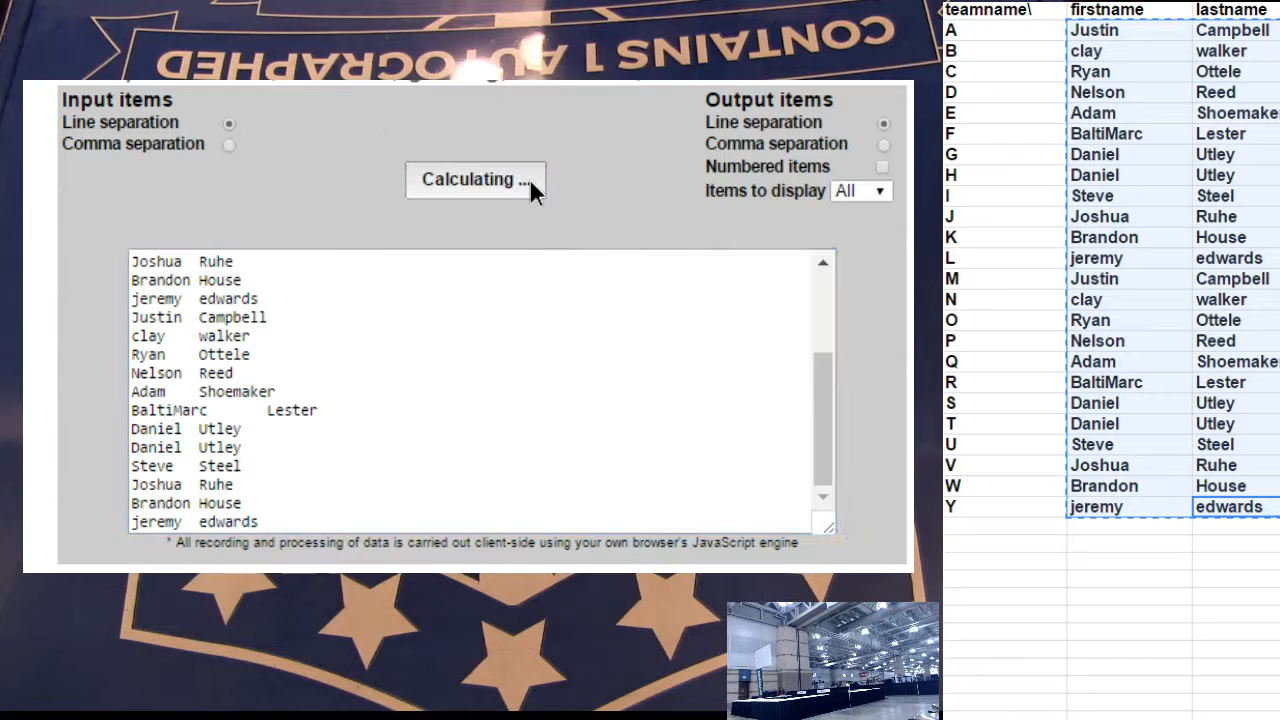 CONTAINS 1 AUTOGRAPHED
Input items
Line separation
Comma separation
Calculating ...
Output items
Line separation
Comma separation
Numbered items
Items to display All
Joshua Ruhe
Brandon House
jeremy edwards
Justin Campbell
clay walker
Ryan Ottele
Nelson Reed
Adam Shoemaker
BaltiMarc Lester
Daniel Utley
Daniel Utley
Steve Steel
Joshua Ruhe
Brandon House
jeremy edwards
* All recording and processing of data is carried out client-side using your own browser's JavaScript engine
teamname\ firstname lastname
A Justin Campbell
B clay walker
C Ryan Ottele
D Nelson Reed
E Adam Shoemake
F BaltiMarc Lester
G Daniel Utley
H Daniel Utley
I Steve Steel
J Joshua Ruhe
K Brandon House
L jeremy edwards
M Justin Campbell
N clay walker
O Ryan Ottele
P Nelson Reed
Q Adam Shoemake
R BaltiMarc Lester
S Daniel Utley
T Daniel Utley
U Steve Steel
V Joshua Ruhe
W Brandon House
Y jeremy edwards